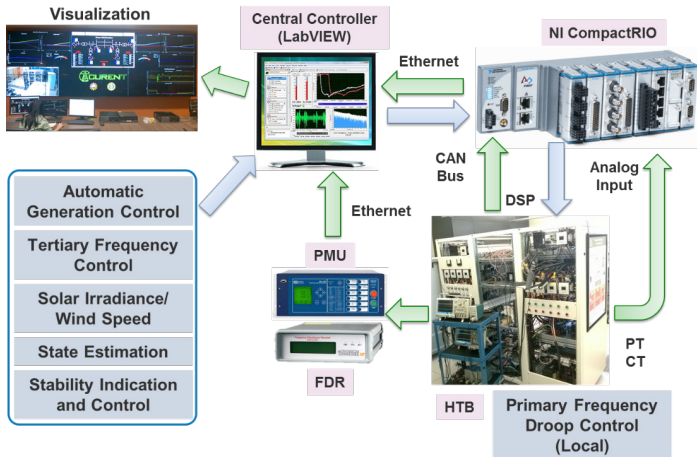 Visualization
Central Controller
(LabVIEW)
NI CompactRIO
Ethernet
CURENT
CAN
Bus
Analog
Input
DSP
Automatic
Generation Control
Tertiary Frequency
Control
Solar Irradiance/
Wind Speed
State Estimation
Stability Indication
and Control
Ethernet
PMU
FDR
PT
CT
HTB
Primary Frequency
Droop Control
(Local)